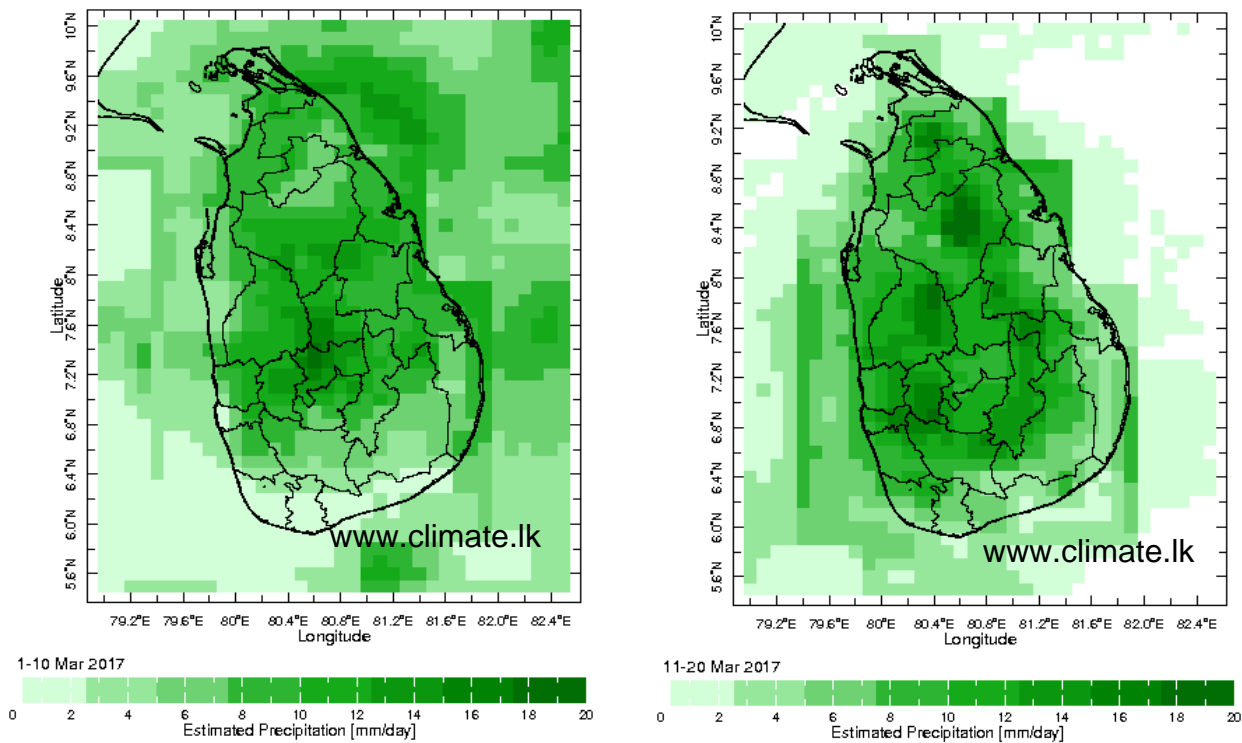 10°N
9.6°N
9.2°N
8.8°N
8.4°N
8°N
7.6°N
7.2°N
6.8°N
6.4°N
6.0°N
5.6°N
Latitude
www.climate.lk
79.2°E 79.6°E 80°E 80.4°E 80.8°E 81.2°E 81.6°E 82.0°E 82.4°E
Longitude
1-10 Mar 2017
0 2 4 6 8 10 12 14 16 18 20
Estimated Precipitation [mm/day]
10°N
9.6°N
9.2°N
8.8°N
8.4°N
8°N
7.6°N
7.2°N
6.8°N
6.4°N
6.0°N
5.6°N
Latitude
www.climate.lk
79.2°E 79.6°E 80°E 80.4°E 80.8°E 81.2°E 81.6°E 82.0°E 82.4°E
Longitude
11-20 Mar 2017
0 2 4 6 8 10 12 14 16 18 20
Estimated Precipitation [mm/day]